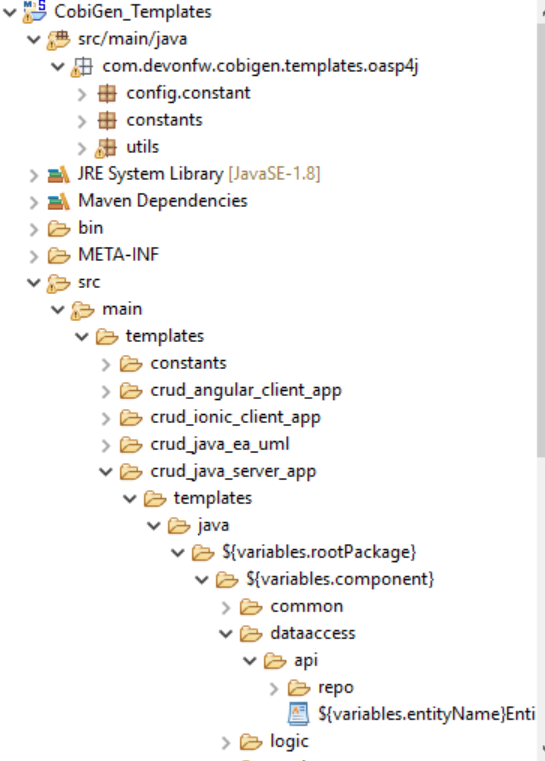 CobiGen_Templates
src/main/java
com.devonfw.cobigen.templates.oasp4j
config.constant
constants
utils
JRE System Library [JavaSE-1.8]
Maven Dependencies
bin
META-INF
src
main
templates
constants
crud_angular_client_app
crud_ionic_client_app
crud_java_ea_uml
crud_java_server_app
templates
java
${variables.rootPackage}
${variables.component}
common
dataaccess
api
repo
${variables.entityName}Enti
logic